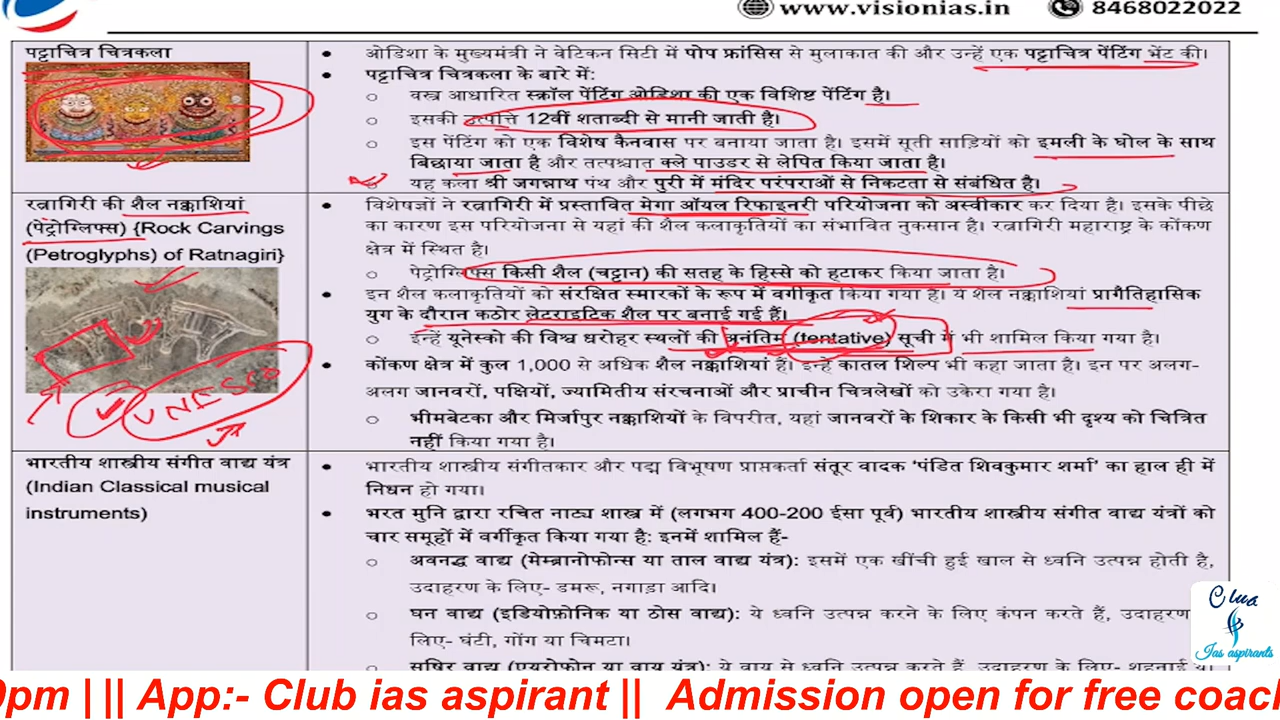 www.visionias.in
8468022022
पट्टाचित्र चित्रकला
ओडिशा के मुख्यमंत्री ने वेटिकन सिटी में पोप फ्रांसिस से मुलाकात की और उन्हें एक पट्टाचित्र पेंटिंग भेंट की।
पट्टाचित्र चित्रकला के बारे में:
वस्त्र आधारित स्क्रॉल पेंटिंग ओडिशा की एक विशिष्ट पेंटिंग है।
इसकी उत्पत्ति 12वीं शताब्दी से मानी जाती है।
इस पेंटिंग को एक विशेष कैनवास पर बनाया जाता है। इसमें सूती साड़ियों को इमली के घोल के साथ
बिछाया जाता है और तत्पश्चात क्ले पाउडर से लेपित किया जाता है।
यह कला श्री जगन्नाथ पंथ और पुरी में मंदिर परंपराओं से निकटता से संबंधित है।
रत्नागिरी की शैल नक्काशियां
(पेट्रोग्लिफ्स) {Rock Carvings
(Petroglyphs) of Ratnagiri}
विशेषज्ञों ने रत्नागिरी में प्रस्तावित मेगा ऑयल रिफाइनरी परियोजना को अस्वीकार कर दिया है। इसके पीछे
का कारण इस परियोजना से यहां की शैल कलाकृतियों का संभावित नुकसान है। रत्नागिरी महाराष्ट्र के कोंकण
क्षेत्र में स्थित है।
पेट्रोग्लिफ्स किसी शैल (चट्टान) की सतह के हिस्से को हटाकर किया जाता है।
इन शैल कलाकृतियों को संरक्षित स्मारकों के रूप में वर्गीकृत किया गया है। ये शैल नक्काशियां प्रागैतिहासिक
युग के दौरान कठोर लेटराइटिक शैल पर बनाई गई हैं।
इन्हें यूनेस्को की विश्व धरोहर स्थलों की अनंतिम (tentative) सूची में भी शामिल किया गया है।
कोंकण क्षेत्र में कुल 1,000 से अधिक शैल नक्काशियां हैं। इन्हें कातल शिल्प भी कहा जाता है। इन पर अलग-
अलग जानवरों, पक्षियों, ज्यामितीय संरचनाओं और प्राचीन चित्रलेखों को उकेरा गया है।
भीमबेटका और मिर्जापुर नक्काशियों के विपरीत, यहां जानवरों के शिकार के किसी भी दृश्य को चित्रित
नहीं किया गया है।
UNESCO
भारतीय शास्त्रीय संगीत वाद्य यंत्र
(Indian Classical musical
instruments)
भारतीय शास्त्रीय संगीतकार और पद्म विभूषण प्राप्तकर्ता संतूर वादक 'पंडित शिवकुमार शर्मा' का हाल ही में
निधन हो गया।
भरत मुनि द्वारा रचित नाट्य शास्त्र में (लगभग 400-200 ईसा पूर्व) भारतीय शास्त्रीय संगीत वाद्य यंत्रों को
चार समूहों में वर्गीकृत किया गया है: इनमें शामिल हैं-
अवनद्ध वाद्य (मेम्ब्रानोफोन्स या ताल वाद्य यंत्र): इसमें एक खींची हुई खाल से ध्वनि उत्पन्न होती है,
उदाहरण के लिए- डमरू, नगाड़ा आदि।
घन वाद्य (इडियोफ़ोनिक या ठोस वाद्य): ये ध्वनि उत्पन्न करने के लिए कंपन करते हैं, उदाहरण
लिए- घंटी, गोंग या चिमटा।
सुषिर वाद्य (एयरोफोन या वायु यंत्र): ये वायु से ध्वनि उत्पन्न करते हैं, उदाहरण के लिए- शहनाई
Club
Ias aspirants
0pm | || App:- Club ias aspirant || Admission open for free coach